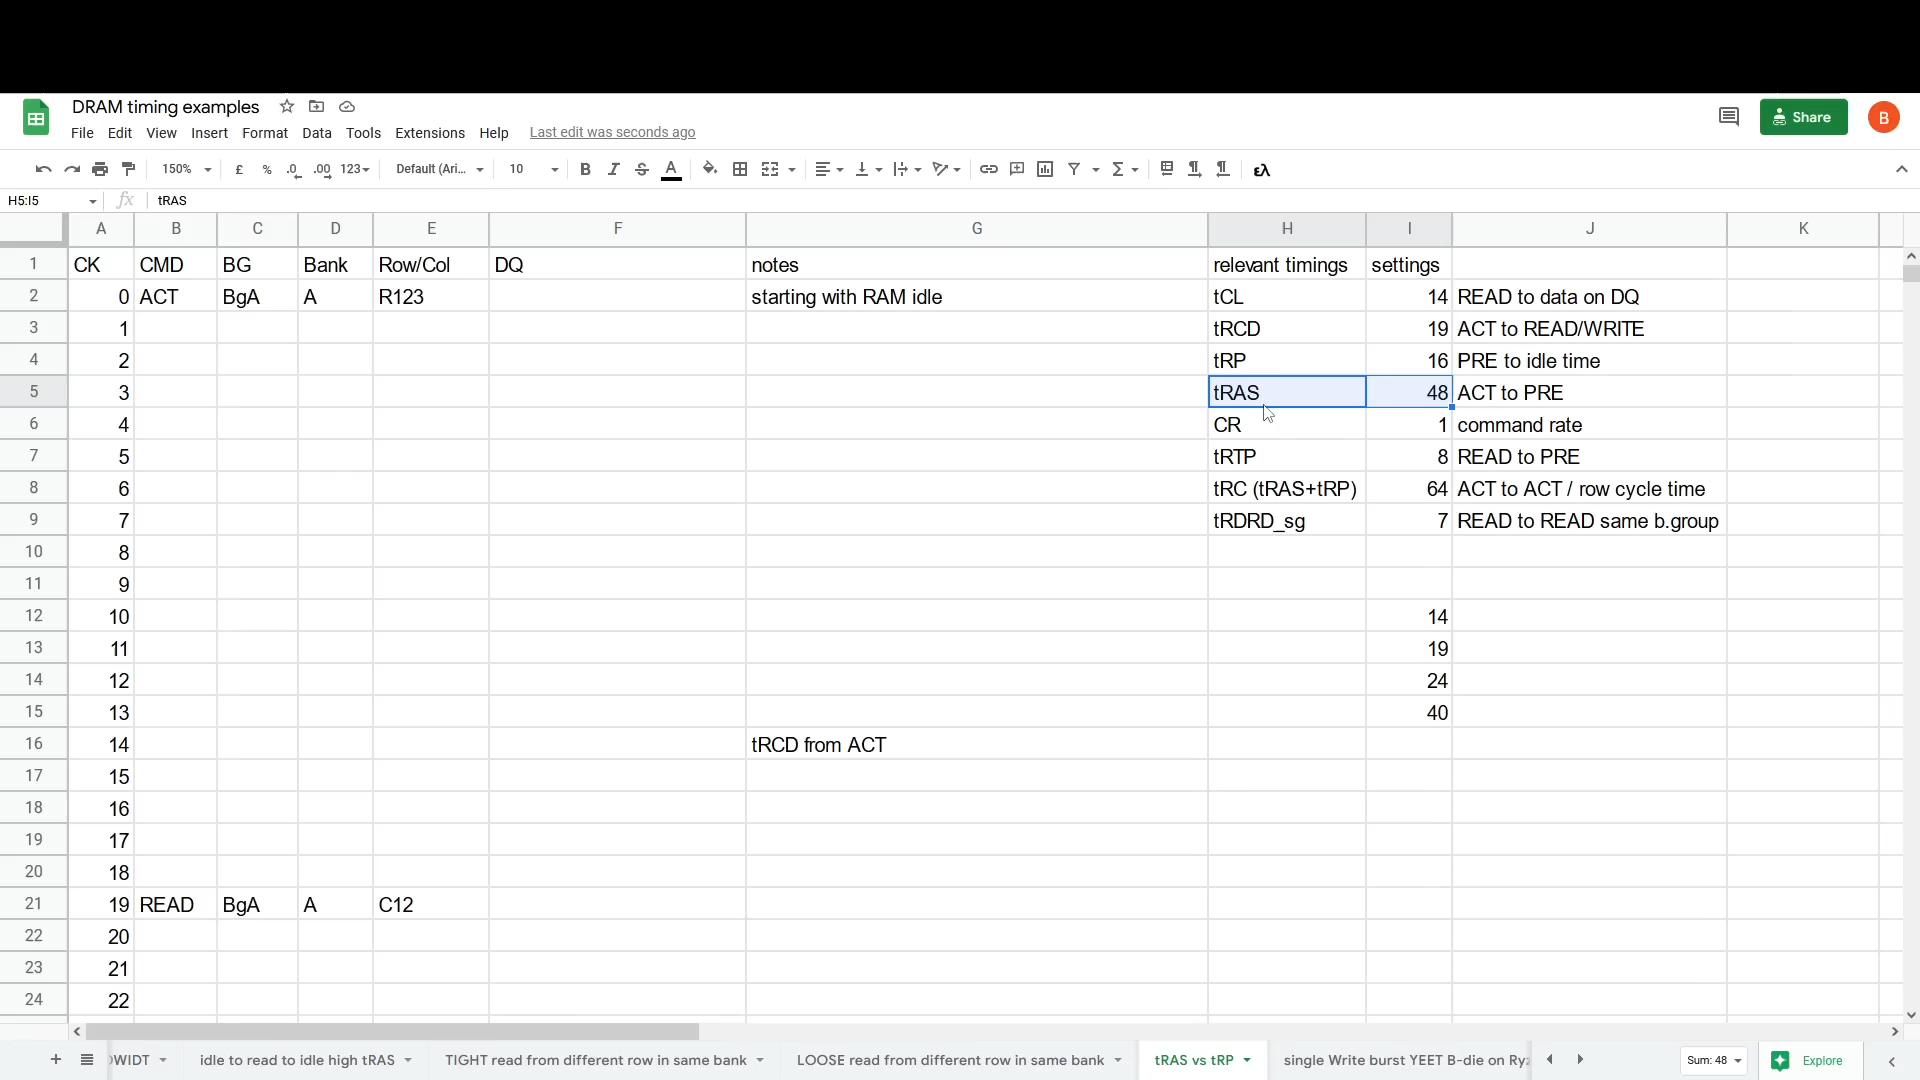 DRAM timing examples
File Edit View Insert Format Data Tools Extensions Help Last edit was seconds ago
Share
B
150% £ % .0 .00 123 Default (Ari... 10 B I S A
H5:I5 fx tRAS
A B C D E F G H I J K
1 CK CMD BG Bank Row/Col DQ notes relevant timings settings
2 0 ACT BgA A R123 starting with RAM idle tCL 14 READ to data on DQ
3 1 tRCD 19 ACT to READ/WRITE
4 2 tRP 16 PRE to idle time
5 3 tRAS 48 ACT to PRE
6 4 CR 1 command rate
7 5 tRTP 8 READ to PRE
8 6 tRC (tRAS+tRP) 64 ACT to ACT / row cycle time
9 7 tRDRD_sg 7 READ to READ same b.group
10 8
11 9
12 10 14
13 11 19
14 12 24
15 13 40
16 14 tRCD from ACT
17 15
18 16
19 17
20 18
21 19 READ BgA A C12
22 20
23 21
24 22
WIDT idle to read to idle high tRAS TIGHT read from different row in same bank LOOSE read from different row in same bank tRAS vs tRP single Write burst YEET B-die on Ry Sum: 48 Explore